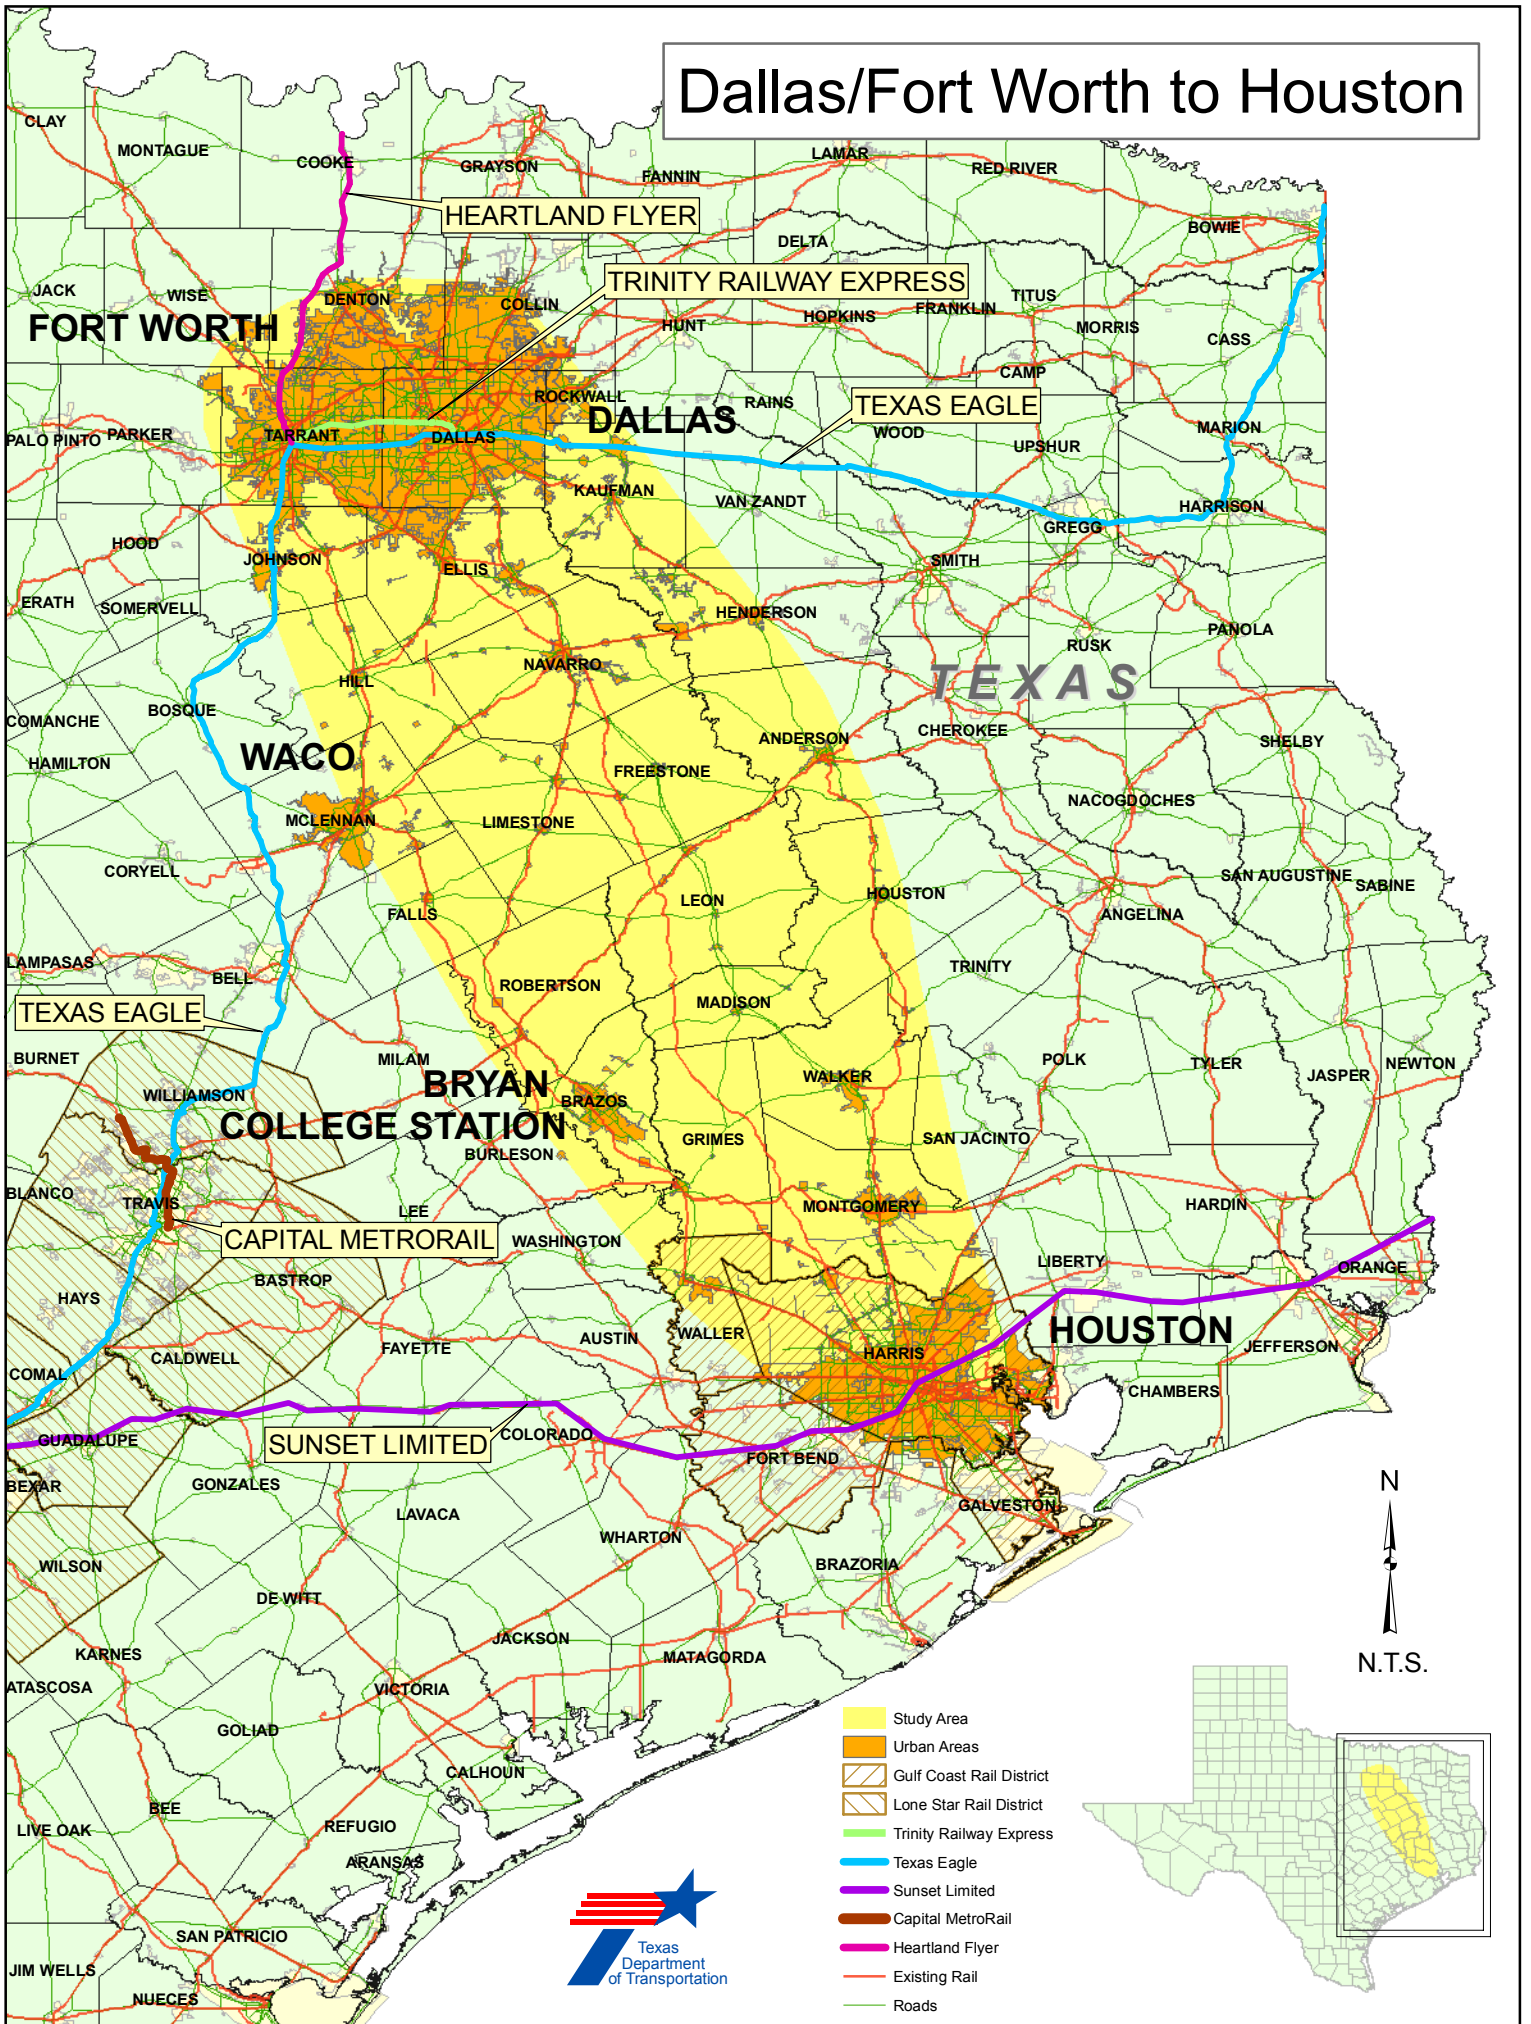 Dallas/Fort Worth to Houston
CLAY
MONTAGUE
COOKE
GRAYSON
FANNIN
LAMAR
RED RIVER
BOWIE
HEARTLAND FLYER
DELTA
TRINITY RAILWAY EXPRESS
JACK
WISE
DENTON
COLLIN
HUNT
HOPKINS
FRANKLIN
TITUS
MORRIS
CASS
FORT WORTH
CAMP
ROCKWALL
RAINS
TEXAS EAGLE
DALLAS
PALO PINTO
PARKER
TARRANT
DALLAS
WOOD
UPSHUR
MARION
KAUFMAN
VAN ZANDT
GREGG
HARRISON
HOOD
JOHNSON
ELLIS
SMITH
ERATH
SOMERVELL
HENDERSON
RUSK
PANOLA
NAVARRO
HILL
TEXAS
COMANCHE
BOSQUE
ANDERSON
CHEROKEE
SHELBY
WACO
HAMILTON
FREESTONE
NACOGDOCHES
MCLENNAN
LIMESTONE
CORYELL
SAN AUGUSTINE
SABINE
LEON
HOUSTON
FALLS
ANGELINA
LAMPASAS
BELL
TRINITY
ROBERTSON
MADISON
TEXAS EAGLE
BURNET
MILAM
POLK
TYLER
JASPER
NEWTON
WALKER
BRYAN
COLLEGE STATION
WILLIAMSON
BRAZOS
GRIMES
SAN JACINTO
BURLESON
BLANCO
TRAVIS
LEE
MONTGOMERY
HARDIN
CAPITAL METRORAIL
WASHINGTON
LIBERTY
ORANGE
BASTROP
HAYS
AUSTIN
WALLER
HOUSTON
FAYETTE
HARRIS
JEFFERSON
CALDWELL
COMAL
CHAMBERS
GUADALUPE
SUNSET LIMITED
COLORADO
FORT BEND
BEXAR
GONZALES
LAVACA
GALVESTON
WHARTON
WILSON
BRAZORIA
DE WITT
JACKSON
MATAGORDA
KARNES
ATASCOSA
VICTORIA
GOLIAD
CALHOUN
BEE
LIVE OAK
REFUGIO
ARANSAS
SAN PATRICIO
JIM WELLS
NUECES
N
N.T.S.
Study Area
Urban Areas
Gulf Coast Rail District
Lone Star Rail District
Trinity Railway Express
Texas Eagle
Sunset Limited
Capital MetroRail
Heartland Flyer
Existing Rail
Roads
Texas
Department
of Transportation